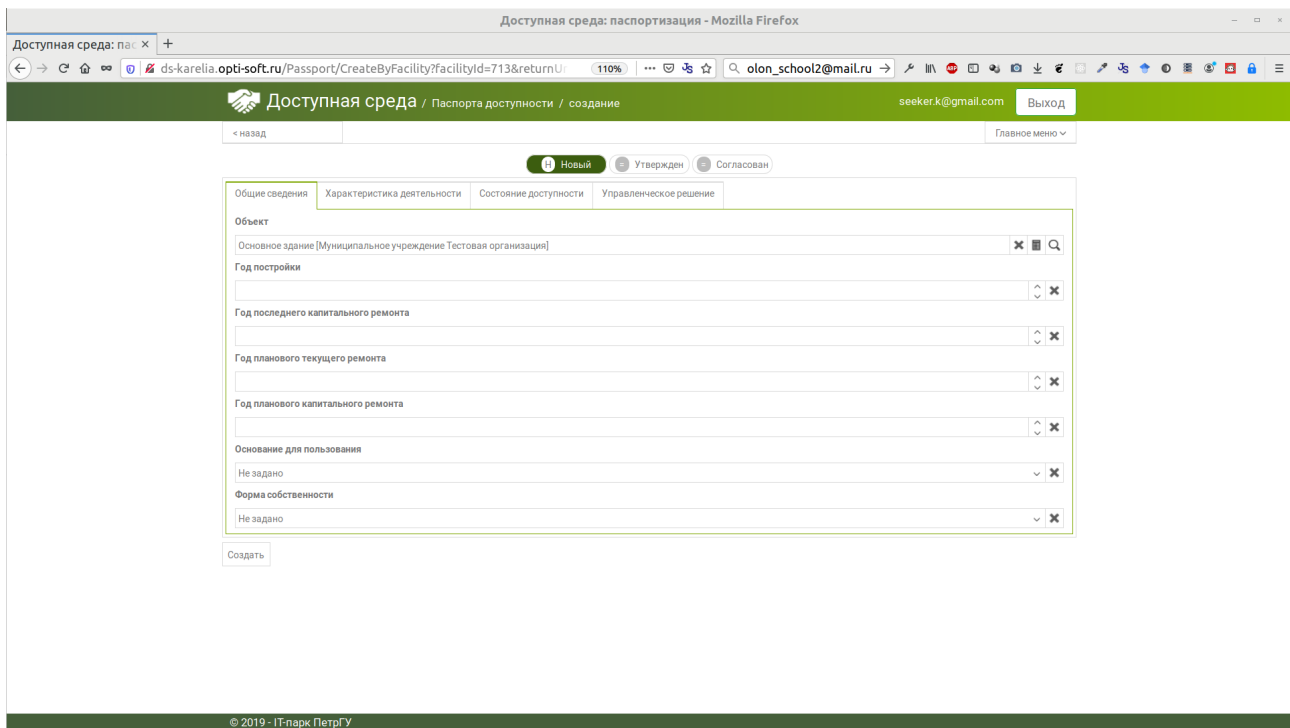 Доступная среда: паспортизация - Mozilla Firefox
Доступная среда: пас
ds-karelia.opti-soft.ru/Passport/CreateByFacility?facilityId=713&returnU
110%
olon_school2@mail.ru
Доступная среда / Паспорта доступности / создание
seeker.k@gmail.com
Выход
< назад
Главное меню
Н Новый
= Утвержден
= Согласован
Общие сведения
Характеристика деятельности
Состояние доступности
Управленческое решение
Объект
Основное здание [Муниципальное учреждение Тестовая организация]
Год постройки
Год последнего капитального ремонта
Год планового текущего ремонта
Год планового капитального ремонта
Основание для пользования
Не задано
Форма собственности
Не задано
Создать
© 2019 - IT-парк ПетрГУ